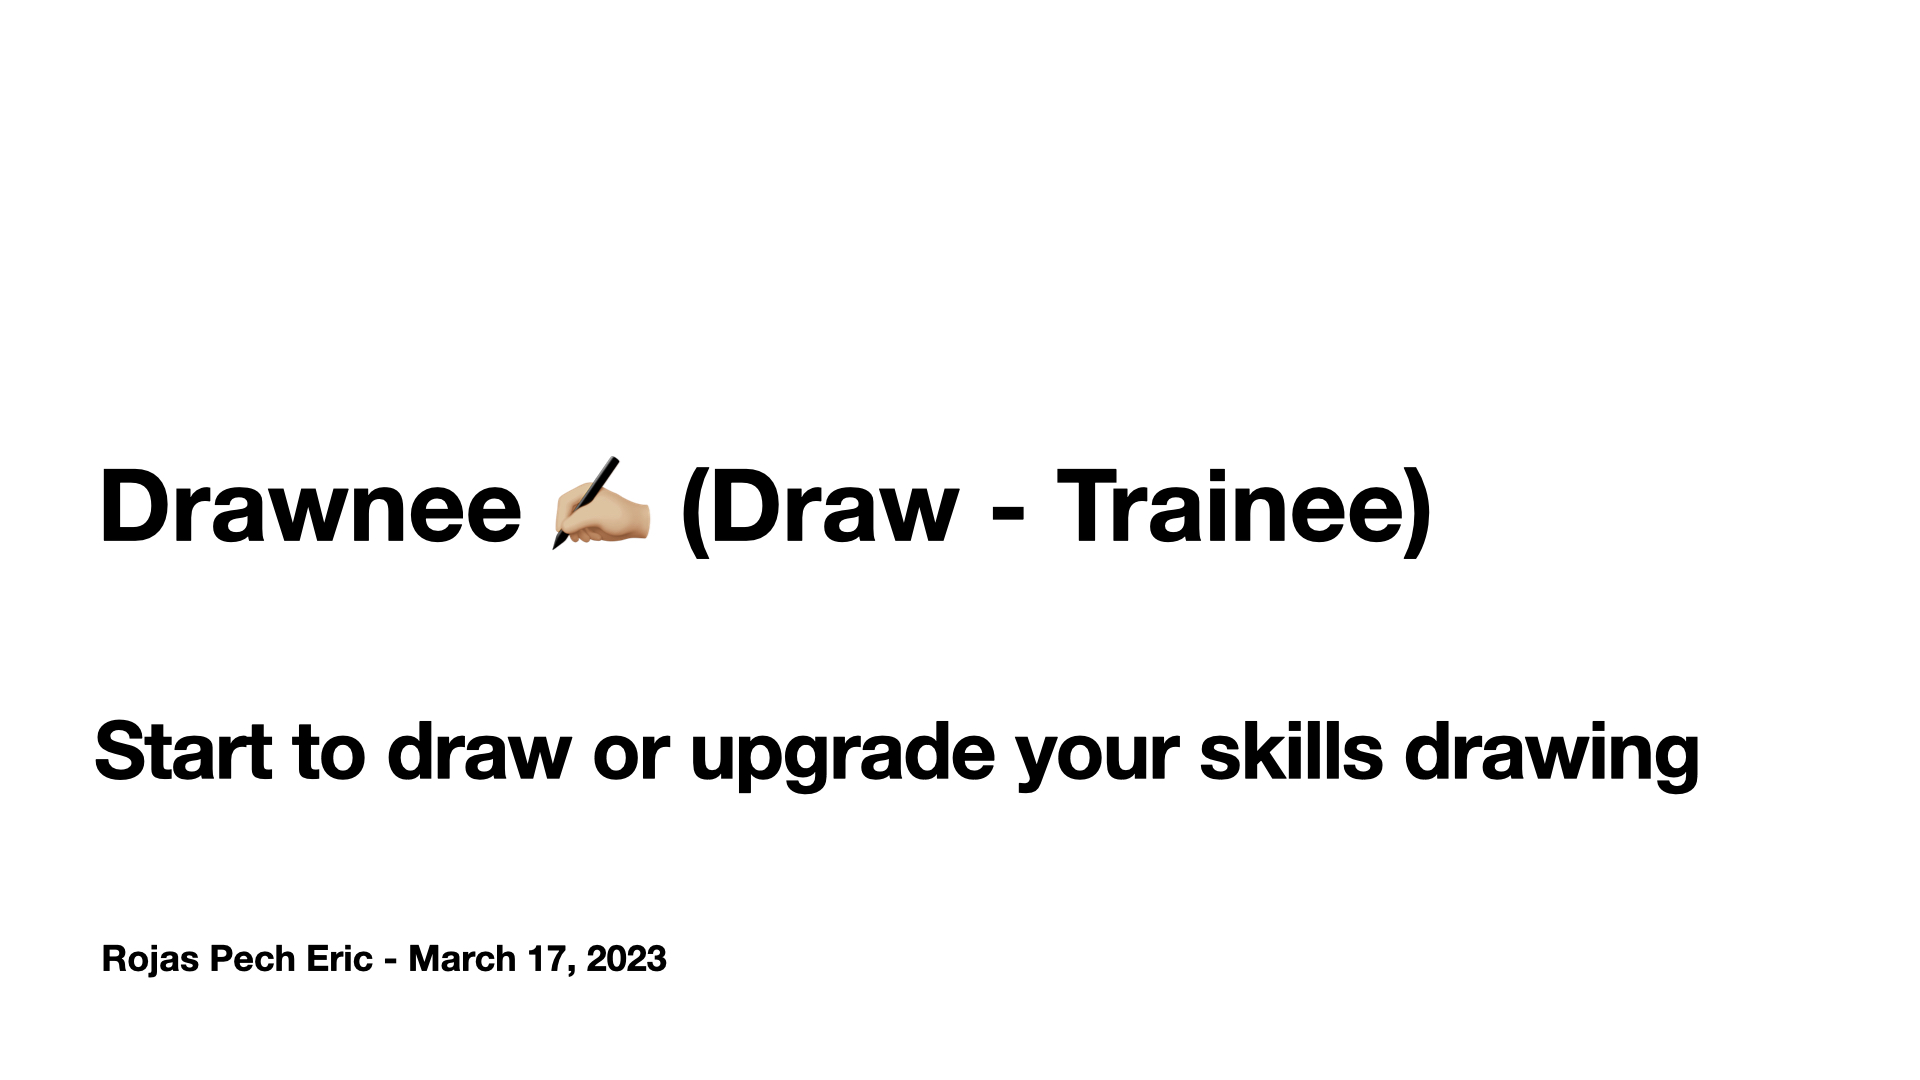 Drawnee ✍🏼 (Draw - Trainee)
Start to draw or upgrade your skills drawing
Rojas Pech Eric - March 17, 2023